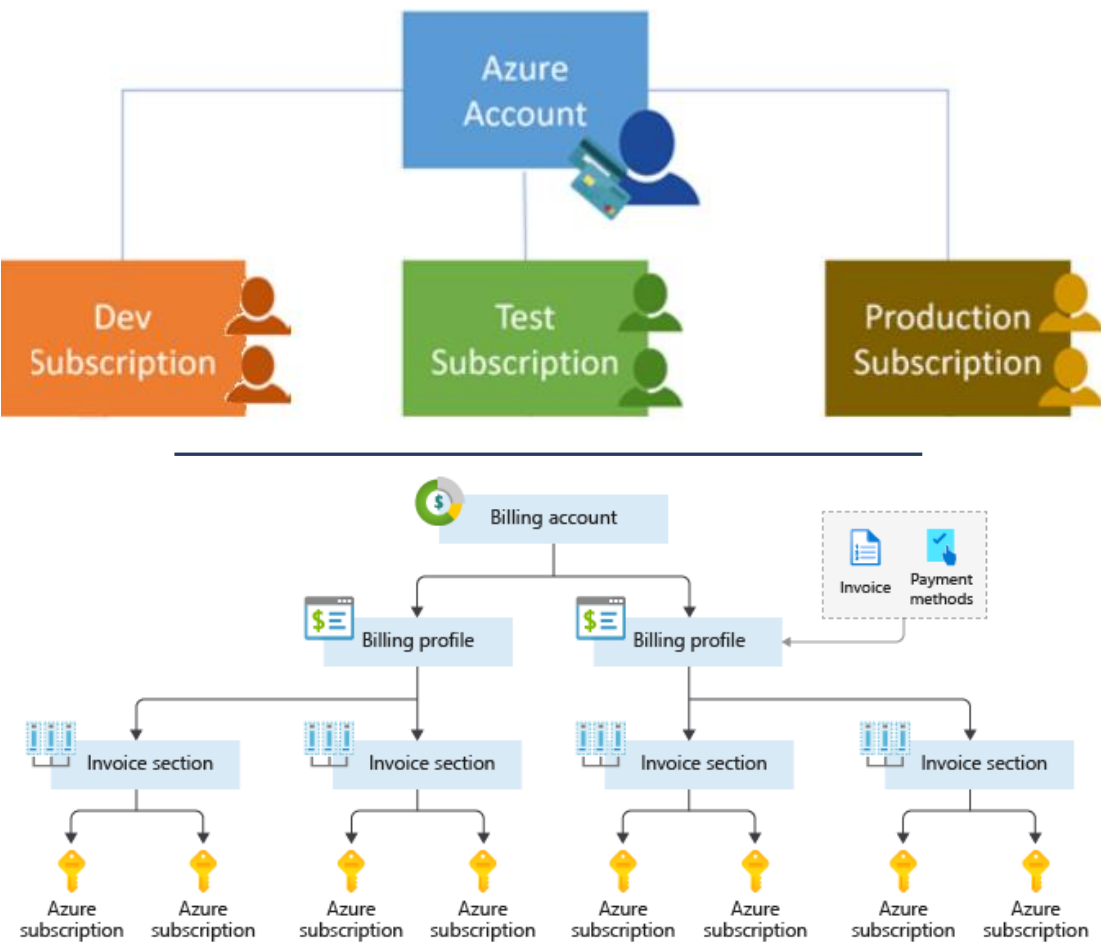 Azure
Account
Dev
Subscription
Test
Subscription
Production
Subscription
$
Billing account
Invoice
Payment
methods
$
Billing profile
$
Billing profile
Invoice section
Invoice section
Invoice section
Invoice section
Azure
subscription
Azure
subscription
Azure
subscription
Azure
subscription
Azure
subscription
Azure
subscription
Azure
subscription
Azure
subscription